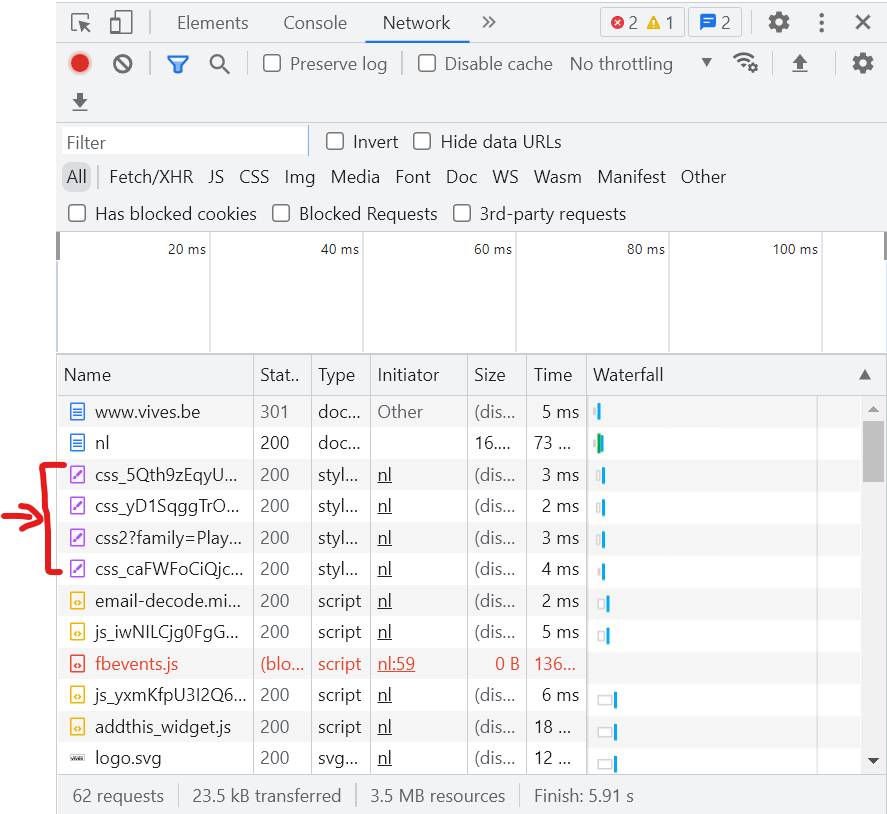 Elements Console Network 2 1 2
Preserve log Disable cache No throttling
Filter Invert Hide data URLs
All Fetch/XHR JS CSS Img Media Font Doc WS Wasm Manifest Other
Has blocked cookies Blocked Requests 3rd-party requests
20 ms 40 ms 60 ms 80 ms 100 ms
Name Stat.. Type Initiator Size Time Waterfall
www.vives.be 301 doc... Other (dis... 5 ms
nl 200 doc... 16.... 73 ...
css_5Qth9zEqyU... 200 styl... nl (dis... 3 ms
css_yD1SqggTrO... 200 styl... nl (dis... 2 ms
css2?family=Play... 200 styl... nl (dis... 3 ms
css_caFWFoCiQjc... 200 styl... nl (dis... 4 ms
email-decode.mi... 200 script nl (dis... 2 ms
js_iwNILCjg0FgG... 200 script nl (dis... 5 ms
fbevents.js (blo... script nl:59 0 B 136...
js_yxmKfpU3I2Q6... 200 script nl (dis... 6 ms
addthis_widget.js 200 script nl (dis... 18 ...
logo.svg 200 svg... nl (dis... 12 ...
62 requests 23.5 kB transferred 3.5 MB resources Finish: 5.91 s